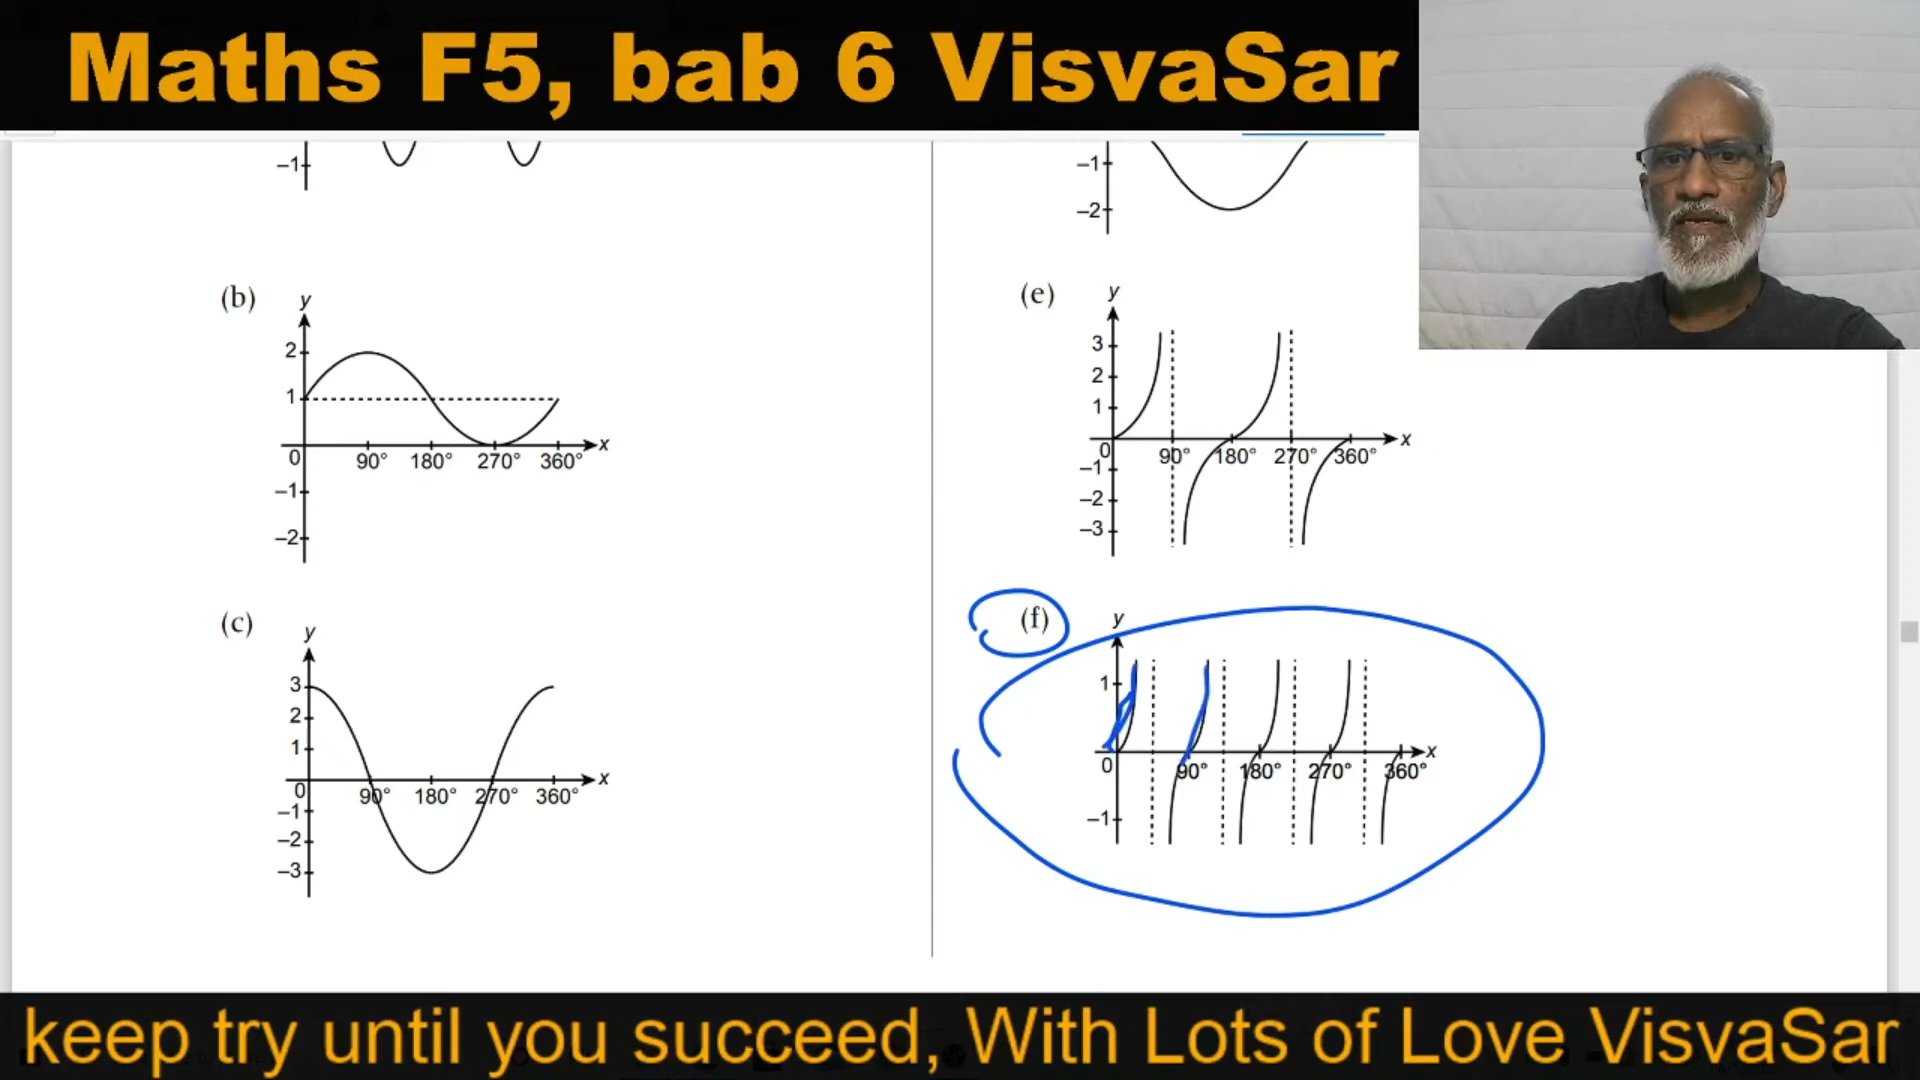 Maths F5, bab 6 VisvaSar
–1
–1
–2
(b)
y
2
1
0
90° 180° 270° 360°
x
–1
–2
(e)
y
3
2
1
0
90° 180° 270° 360°
x
–1
–2
–3
(c)
y
3
2
1
0
90° 180° 270° 360°
x
–1
–2
–3
(f)
y
1
0
90° 180° 270° 360°
x
–1
keep try until you succeed, With Lots of Love VisvaSar